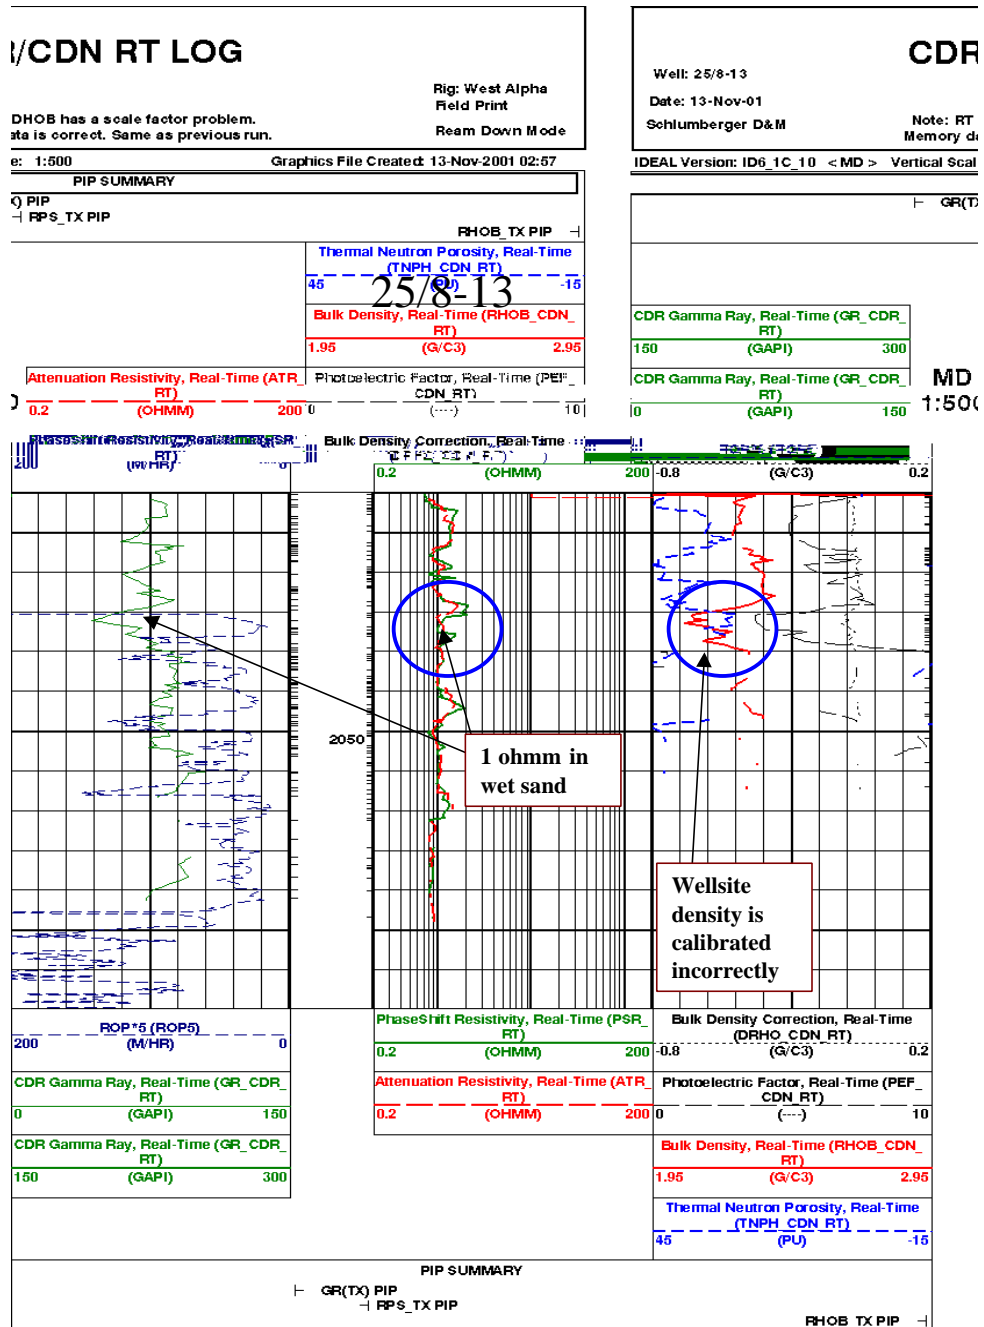 R/CDN RT LOG
Rig: West Alpha
Field Print
DHOB has a scale factor problem.
ata is correct. Same as previous run.
Ream Down Mode
e: 1:500
Graphics File Created: 13-Nov-2001 02:57
PIP SUMMARY
X) PIP
RPS_TX PIP
RHOB_TX PIP
Thermal Neutron Porosity, Real-Time
(TNPH_CDN_RT)
45 (PU) -15
25/8-13
Bulk Density, Real-Time (RHOB_CDN_
RT)
1.95 (G/C3) 2.95
Attenuation Resistivity, Real-Time (ATR_
RT)
0.2 (OHMM) 200
Photoelectric Factor, Real-Time (PEF_
CDN_RT)
0 (----) 10
CDR
Well: 25/8-13
Date: 13-Nov-01
Schlumberger D&M
Note: RT
Memory da
IDEAL Version: ID6_1C_10 < MD > Vertical Scal
GR(TX
CDR Gamma Ray, Real-Time (GR_CDR_
RT)
150 (GAPI) 300
CDR Gamma Ray, Real-Time (GR_CDR_
RT)
0 (GAPI) 150
MD
1:500
PhaseShift Resistivity, Real-Time (PSR_
RT)
Bulk Density Correction, Real-Time
200 (M/HR) 0
0.2 (OHMM) 200
-0.8 (G/C3) 0.2
2050
1 ohmm in
wet sand
Wellsite
density is
calibrated
incorrectly
ROP*5 (ROP5)
200 (M/HR) 0
CDR Gamma Ray, Real-Time (GR_CDR_
RT)
0 (GAPI) 150
CDR Gamma Ray, Real-Time (GR_CDR_
RT)
150 (GAPI) 300
PhaseShift Resistivity, Real-Time (PSR_
RT)
0.2 (OHMM) 200
Attenuation Resistivity, Real-Time (ATR_
RT)
0.2 (OHMM) 200
Bulk Density Correction, Real-Time
(DRHO_CDN_RT)
-0.8 (G/C3) 0.2
Photoelectric Factor, Real-Time (PEF_
CDN_RT)
0 (----) 10
Bulk Density, Real-Time (RHOB_CDN_
RT)
1.95 (G/C3) 2.95
Thermal Neutron Porosity, Real-Time
(TNPH_CDN_RT)
45 (PU) -15
PIP SUMMARY
GR(TX) PIP
RPS_TX PIP
RHOB_TX PIP